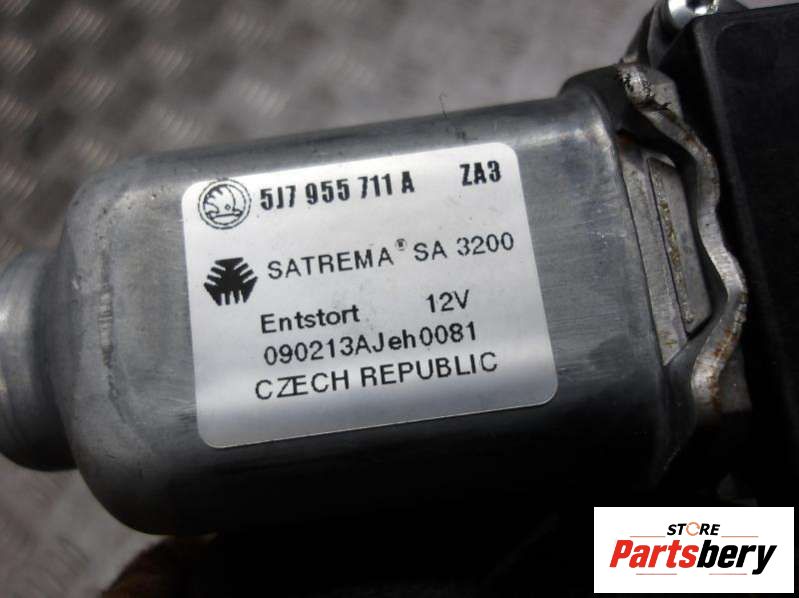 5J7 955 711 A ZA3
SATREMA® SA 3200
Entstort 12V
090213AJeh0081
CZECH REPUBLIC
STORE
Partsbery